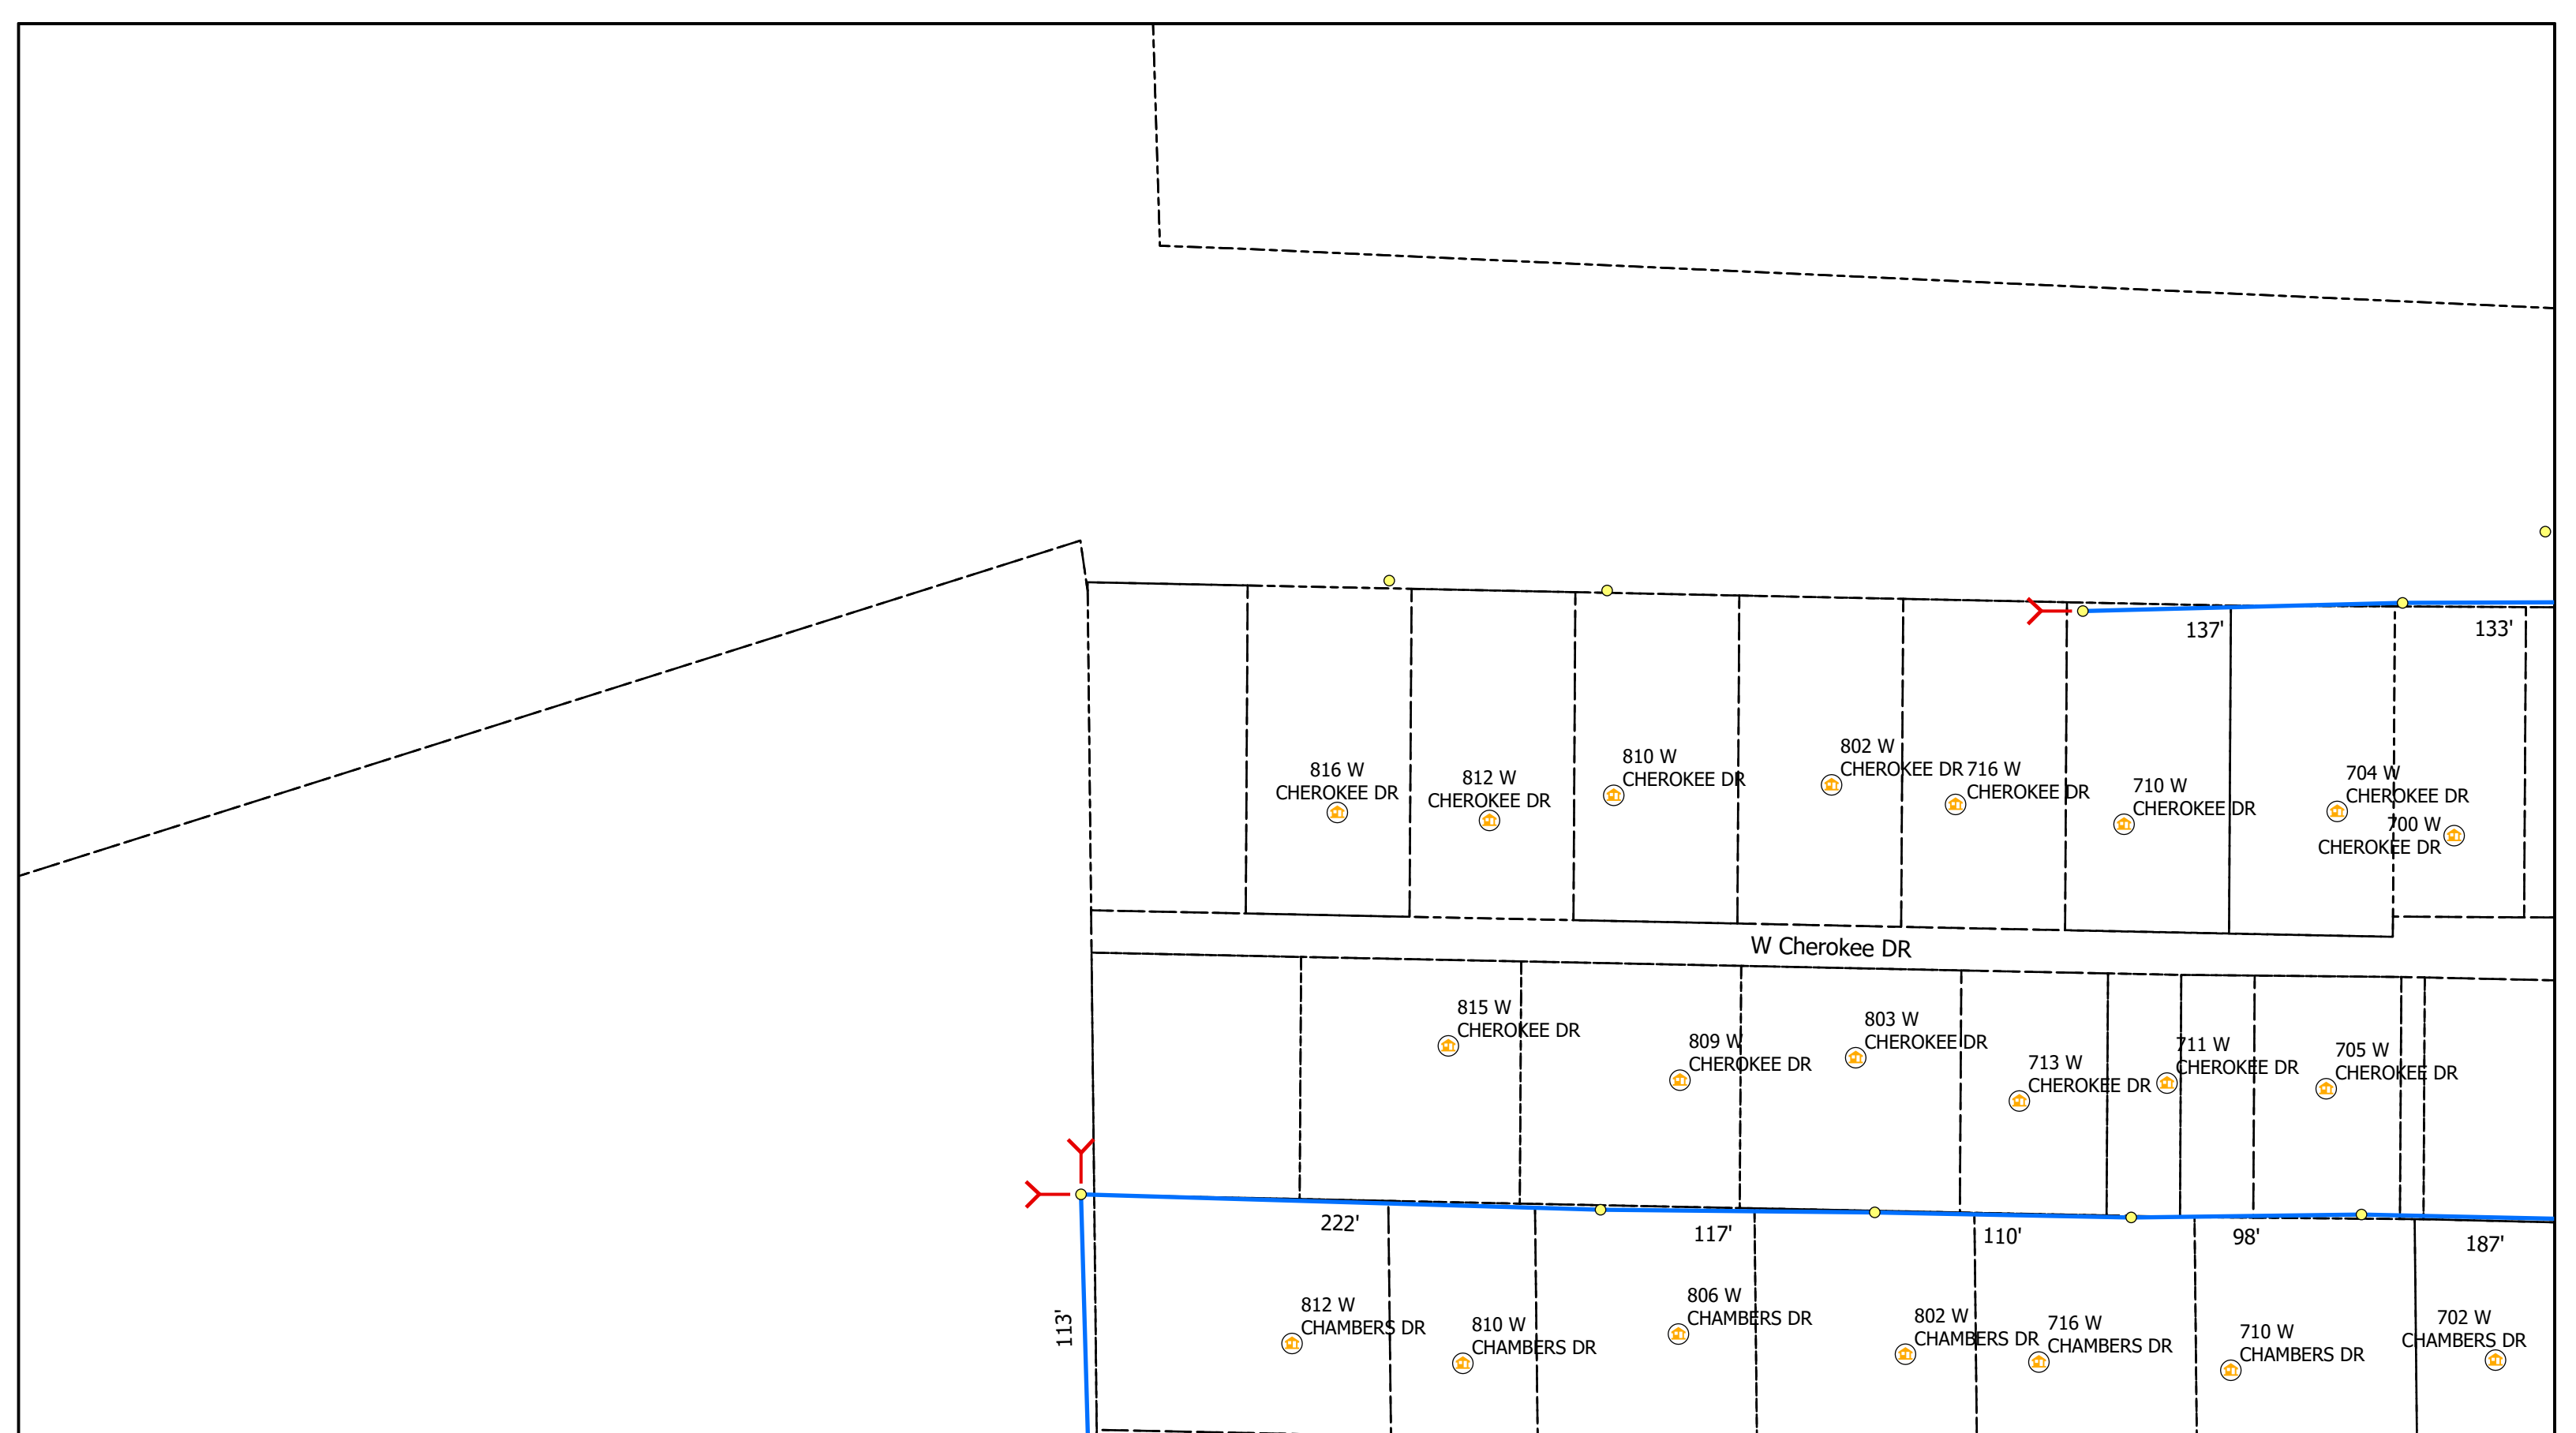 137'
133'
816 W
CHEROKEE DR
812 W
CHEROKEE DR
810 W
CHEROKEE DR
802 W
CHEROKEE DR
716 W
CHEROKEE DR
710 W
CHEROKEE DR
704 W
CHEROKEE DR
700 W
CHEROKEE DR
W Cherokee DR
815 W
CHEROKEE DR
809 W
CHEROKEE DR
803 W
CHEROKEE DR
713 W
CHEROKEE DR
711 W
CHEROKEE DR
705 W
CHEROKEE DR
222'
117'
110'
98'
187'
113'
812 W
CHAMBERS DR
810 W
CHAMBERS DR
806 W
CHAMBERS DR
802 W
CHAMBERS DR
716 W
CHAMBERS DR
710 W
CHAMBERS DR
702 W
CHAMBERS DR